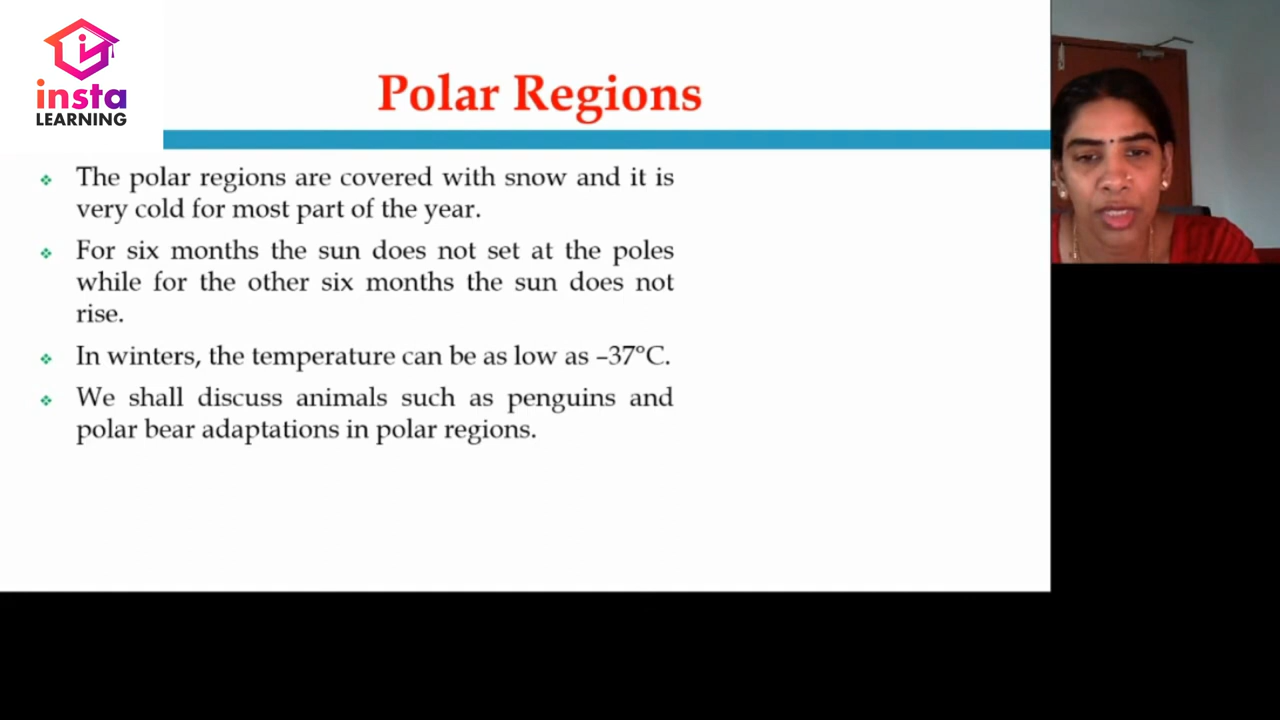 insta
LEARNING
Polar Regions
The polar regions are covered with snow and it is
very cold for most part of the year.
For six months the sun does not set at the poles
while for the other six months the sun does not
rise.
In winters, the temperature can be as low as –37°C.
We shall discuss animals such as penguins and
polar bear adaptations in polar regions.